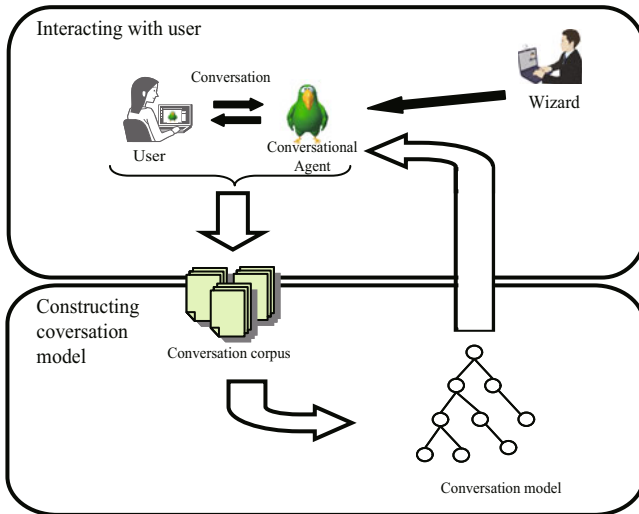 Interacting with user
Conversation
Wizard
User
Conversational
Agent
Constructing
coversation
model
Conversation corpus
Conversation model